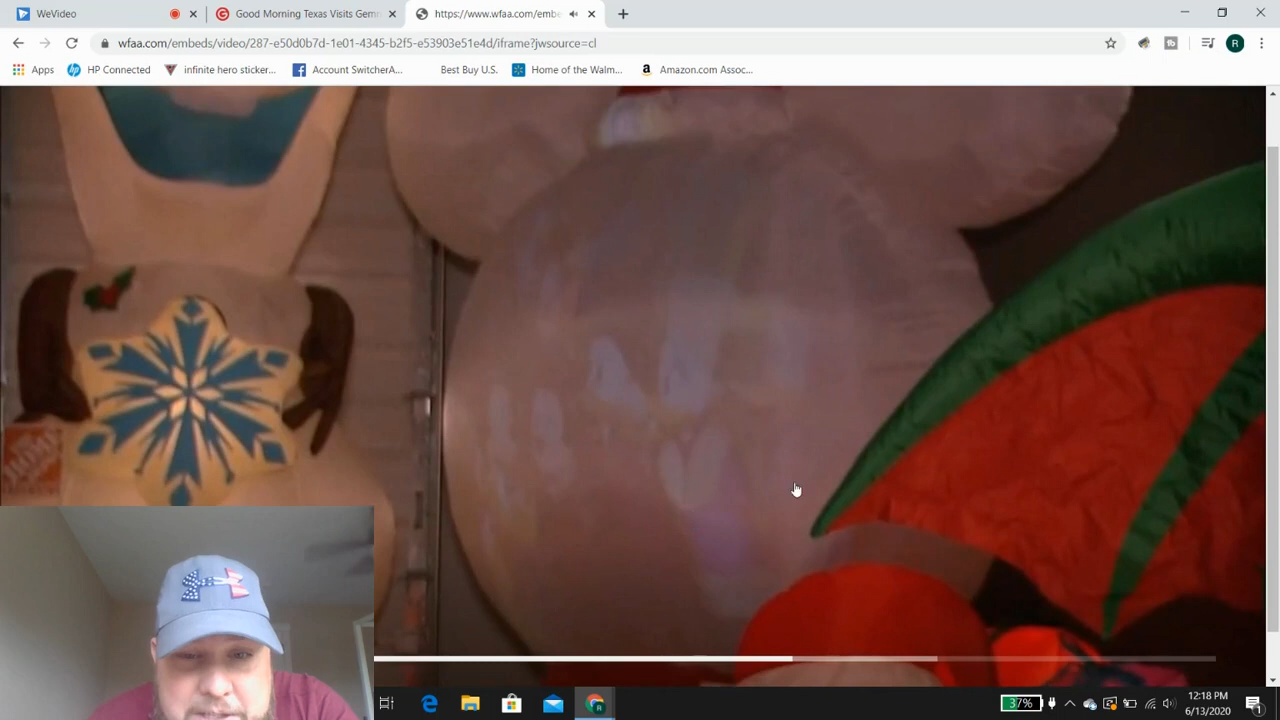 WeVideo
Good Morning Texas Visits Gem
https://www.wfaa.com/embe
wfaa.com/embeds/video/287-e50d0b7d-1e01-4345-b2f5-e53903e51e4d/iframe?jwsource=cl
R
Apps
HP Connected
infinite hero sticker...
Account SwitcherA...
Best Buy U.S.
Home of the Walm...
Amazon.com Assoc...
37%
12:18 PM
6/13/2020
1